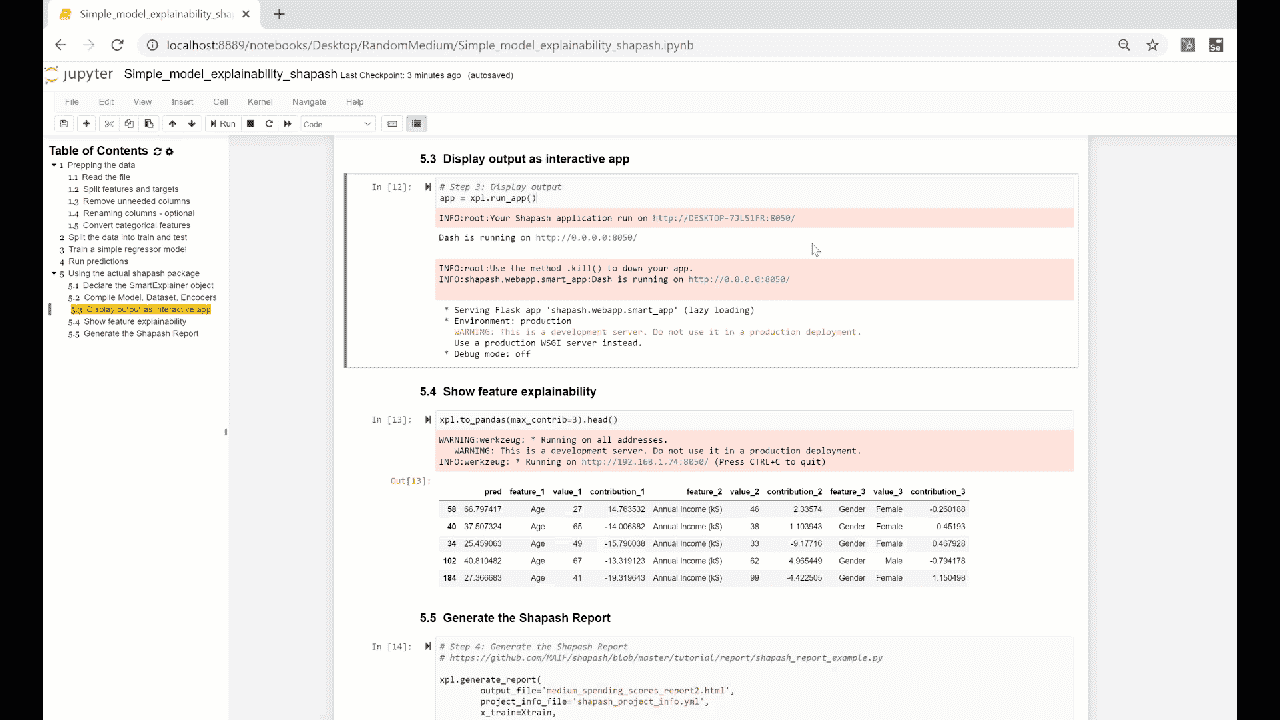 Simple_model_explainability_sha
localhost:8889/notebooks/Desktop/RandomMedium/Simple_model_explainability_shapash.ipynb
jupyter Simple_model_explainability_shapash Last Checkpoint: 3 minutes ago (autosaved)
File Edit View Insert Cell Kernel Navigate Help
Run Code
Table of Contents
1 Prepping the data
1.1 Read the file
1.2 Split features and targets
1.3 Remove unneeded columns
1.4 Renaming columns - optional
1.5 Convert categorical features
2 Split the data into train and test
3 Train a simple regressor model
4 Run predictions
5 Using the actual shapash package
5.1 Declare the SmartExplainer object
5.2 Compile Model, Dataset, Encoders
5.3 Display output as interactive app
5.4 Show feature explainability
5.5 Generate the Shapash Report
5.3 Display output as interactive app
In [12]:
# Step 3: Display output
app = xpl.run_app()
INFO:root:Your Shapash application run on
Dash is running on http://0.0.0.0:8050/
INFO:root:Use the method .kill() to down your app.
INFO:shapash.webapp.smart_app:Dash is running on http://0.0.0.0:8050/
* Serving Flask app 'shapash.webapp.smart_app' (lazy loading)
* Environment: production
WARNING: This is a development server. Do not use it in a production deployment.
Use a production WSGI server instead.
* Debug mode: off
5.4 Show feature explainability
In [13]: xpl.to_pandas(max_contrib=3).head()
WARNING:werkzeug: * Running on all addresses.
WARNING: This is a development server. Do not use it in a production deployment.
INFO:werkzeug: * Running on http://192.168.1.74:8050/ (Press CTRL+C to quit)
Out[13]:
pred feature_1 value_1 contribution_1 feature_2 value_2 contribution_2 feature_3 value_3 contribution_3
58 66.797417 Age 27 14.763532 Annual Income (k$) 46 2.33574 Gender Female -0.250188
40 37.507324 Age 65 -14.006882 Annual Income (k$) 38 1.193943 Gender Female 0.45193
34 25.459063 Age 49 -15.790038 Annual Income (k$) 33 -9.17716 Gender Female 0.467928
102 40.810482 Age 67 -13.319123 Annual Income (k$) 62 4.965449 Gender Male -0.794178
184 27.366683 Age 41 -19.319643 Annual Income (k$) 99 -4.422505 Gender Female 1.150498
5.5 Generate the Shapash Report
In [14]:
# Step 4: Generate the Shapash Report
# https://github.com/MAIF/shapash/blob/master/tutorial/report/shapash_report_example.py
xpl.generate_report(
output_file='medium_spending_scores_report2.html',
project_info_file='shapash_project_info.yml',
x_train=Xtrain,